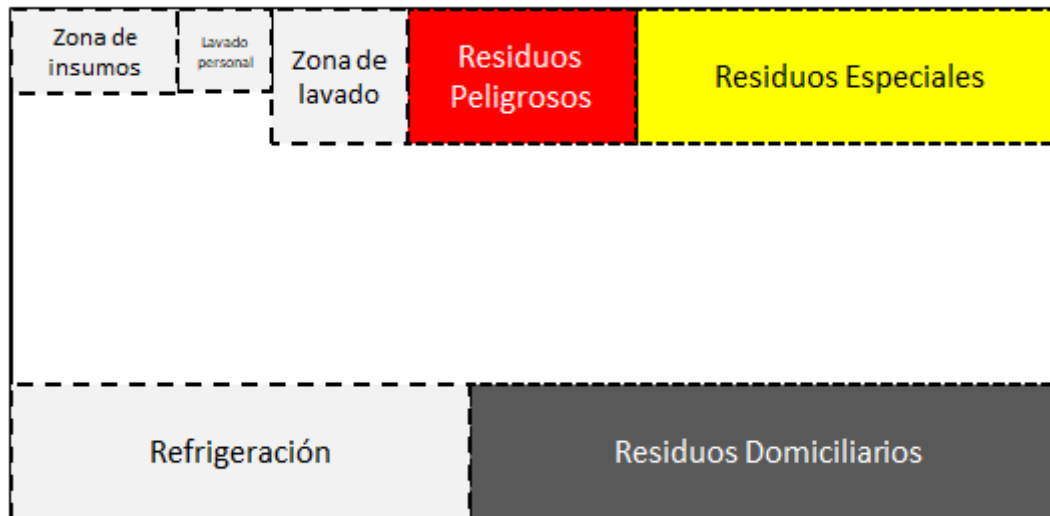 Zona de
insumos
Lavado
personal
Zona de
lavado
Residuos
Peligrosos
Residuos Especiales
Refrigeración
Residuos Domiciliarios